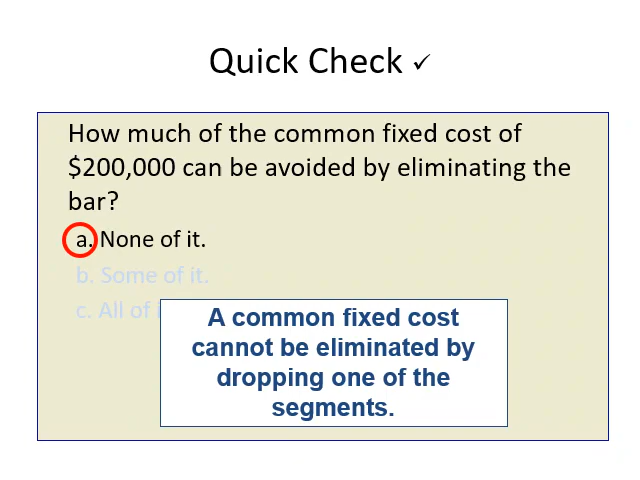 Quick Check ✓
How much of the common fixed cost of
$200,000 can be avoided by eliminating the
bar?
a. None of it.
b. Some of it.
c. All of i
A common fixed cost
cannot be eliminated by
dropping one of the
segments.